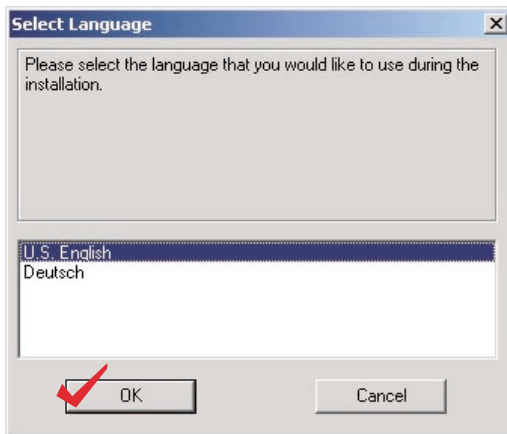 Select Language
Please select the language that you would like to use during the
installation.
U.S. English
Deutsch
OK
Cancel